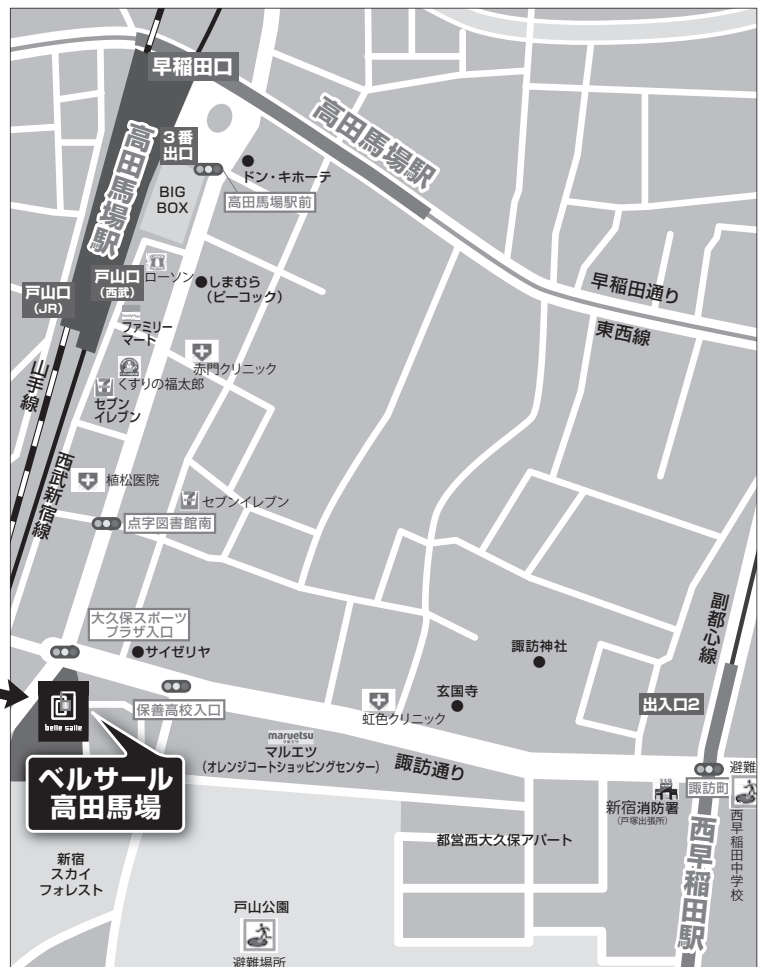 早稲田口
高田馬場駅
高田馬場駅
3番
出口
BIG
BOX
ドン・キホーテ
高田馬場駅前
戸山口
(JR)
戸山口
(西武)
ローソン
しまむら
(ピーコック)
早稲田通り
東西線
FamilyMart
ファミリー
マート
赤門クリニック
くすりの福太郎
セブン
イレブン
山手線
西武新宿線
植松医院
セブンイレブン
点字図書館南
大久保スポーツ
プラザ入口
サイゼリヤ
諏訪神社
副都心線
belle salle
保善高校入口
玄国寺
虹色クリニック
出入口2
maruetsu
マルエツ
マルエツ
(オレンジコートショッピングセンター)
諏訪通り
ベルサール
高田馬場
諏訪町
避難
新宿消防署
(戸塚出張所)
西早稲田中学校
西早稲田駅
都営西大久保アパート
新宿
スカイ
フォレスト
戸山公園
避難場所